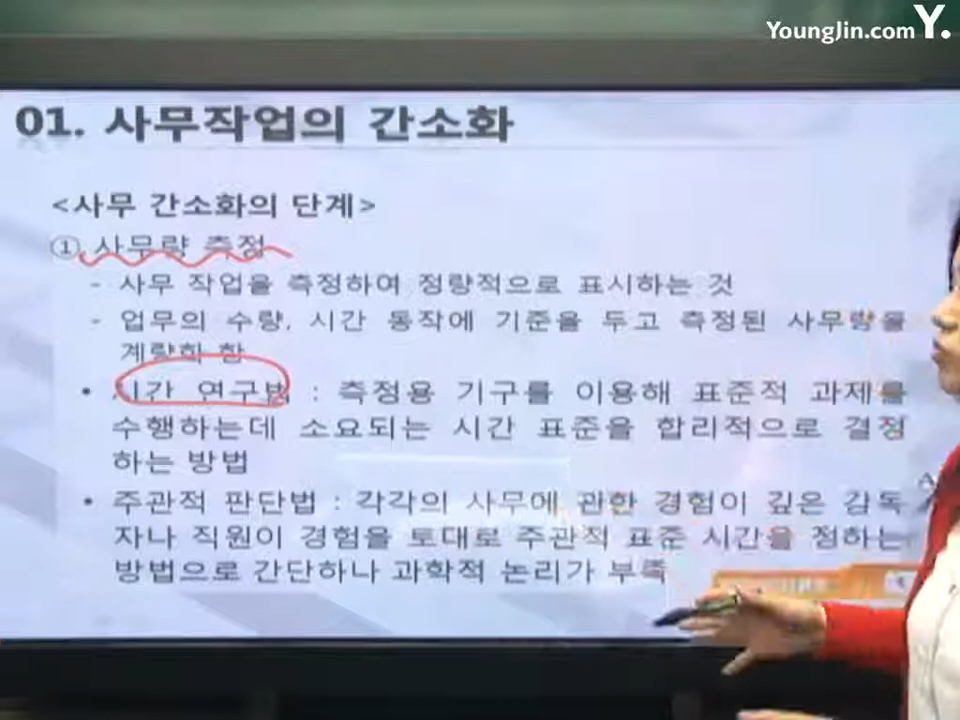 YoungJin.com Y.
01. 사무작업의 간소화
<사무 간소화의 단계>
① 사무량 측정
- 사무 작업을 측정하여 정량적으로 표시하는 것
- 업무의 수량, 시간 동작에 기준을 두고 측정된 사무량을
계량화 함
• 시간 연구법 : 측정용 기구를 이용해 표준적 과제를
수행하는데 소요되는 시간 표준을 합리적으로 결정
하는 방법
• 주관적 판단법 : 각각의 사무에 관한 경험이 깊은 감독
자나 직원이 경험을 토대로 주관적 표준 시간을 정하는
방법으로 간단하나 과학적 논리가 부족